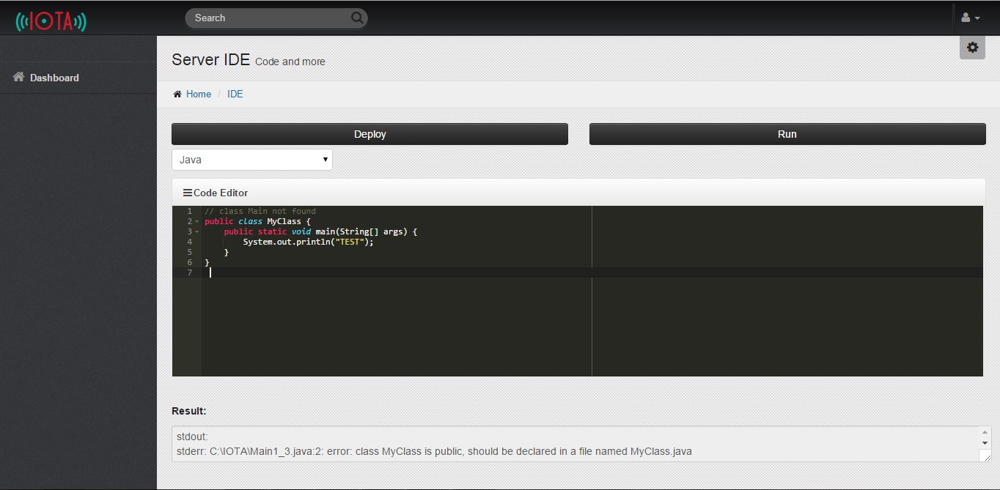 IOTA
Search
Dashboard
Server IDE Code and more
Home / IDE
Deploy
Run
Java
Code Editor
1 // class Main not found
2 public class MyClass {
3 public static void main(String[] args) {
4 System.out.println("TEST");
5 }
6 }
7
Result:
stdout:
stderr: C:\IOTA\Main1_3.java:2: error: class MyClass is public, should be declared in a file named MyClass.java